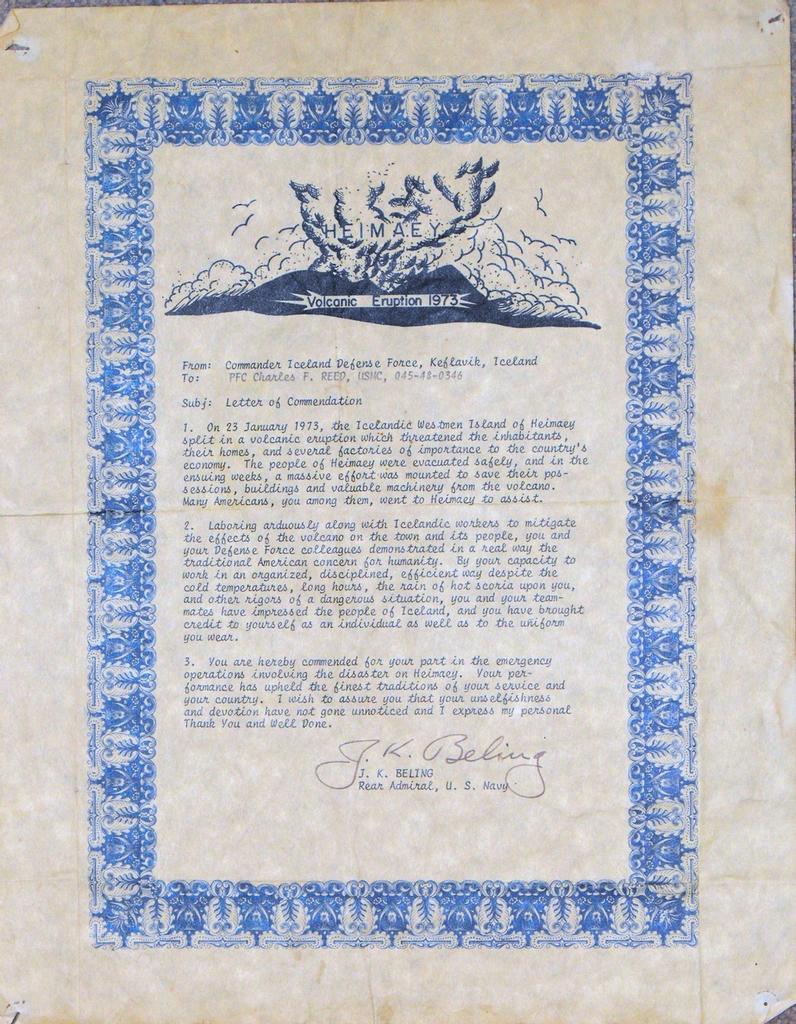 HEIMAEY
Volcanic Eruption 1973
From: Commander Iceland Defense Force, Keflavik, Iceland
To: PFC Charles F. REED, USMC, 045-48-0346
Subj: Letter of Commendation
1. On 23 January 1973, the Icelandic Westmen Island of Heimaey
split in a volcanic eruption which threatened the inhabitants,
their homes, and several factories of importance to the country's
economy. The people of Heimaey were evacuated safely, and in the
ensuing weeks, a massive effort was mounted to save their pos-
sessions, buildings and valuable machinery from the volcano.
Many Americans, you among them, went to Heimaey to assist.
2. Laboring arduously along with Icelandic workers to mitigate
the effects of the volcano on the town and its people, you and
your Defense Force colleagues demonstrated in a real way the
traditional American concern for humanity. By your capacity to
work in an organized, disciplined, efficient way despite the
cold temperatures, long hours, the rain of hot scoria upon you,
and other rigors of a dangerous situation, you and your team-
mates have impressed the people of Iceland, and you have brought
credit to yourself as an individual as well as to the uniform
you wear.
3. You are hereby commended for your part in the emergency
operations involving the disaster on Heimaey. Your per-
formance has upheld the finest traditions of your service and
your country. I wish to assure you that your unselfishness
and devotion have not gone unnoticed and I express my personal
Thank You and Well Done.
J. K. Beling
J. K. BELING
Rear Admiral, U. S. Navy